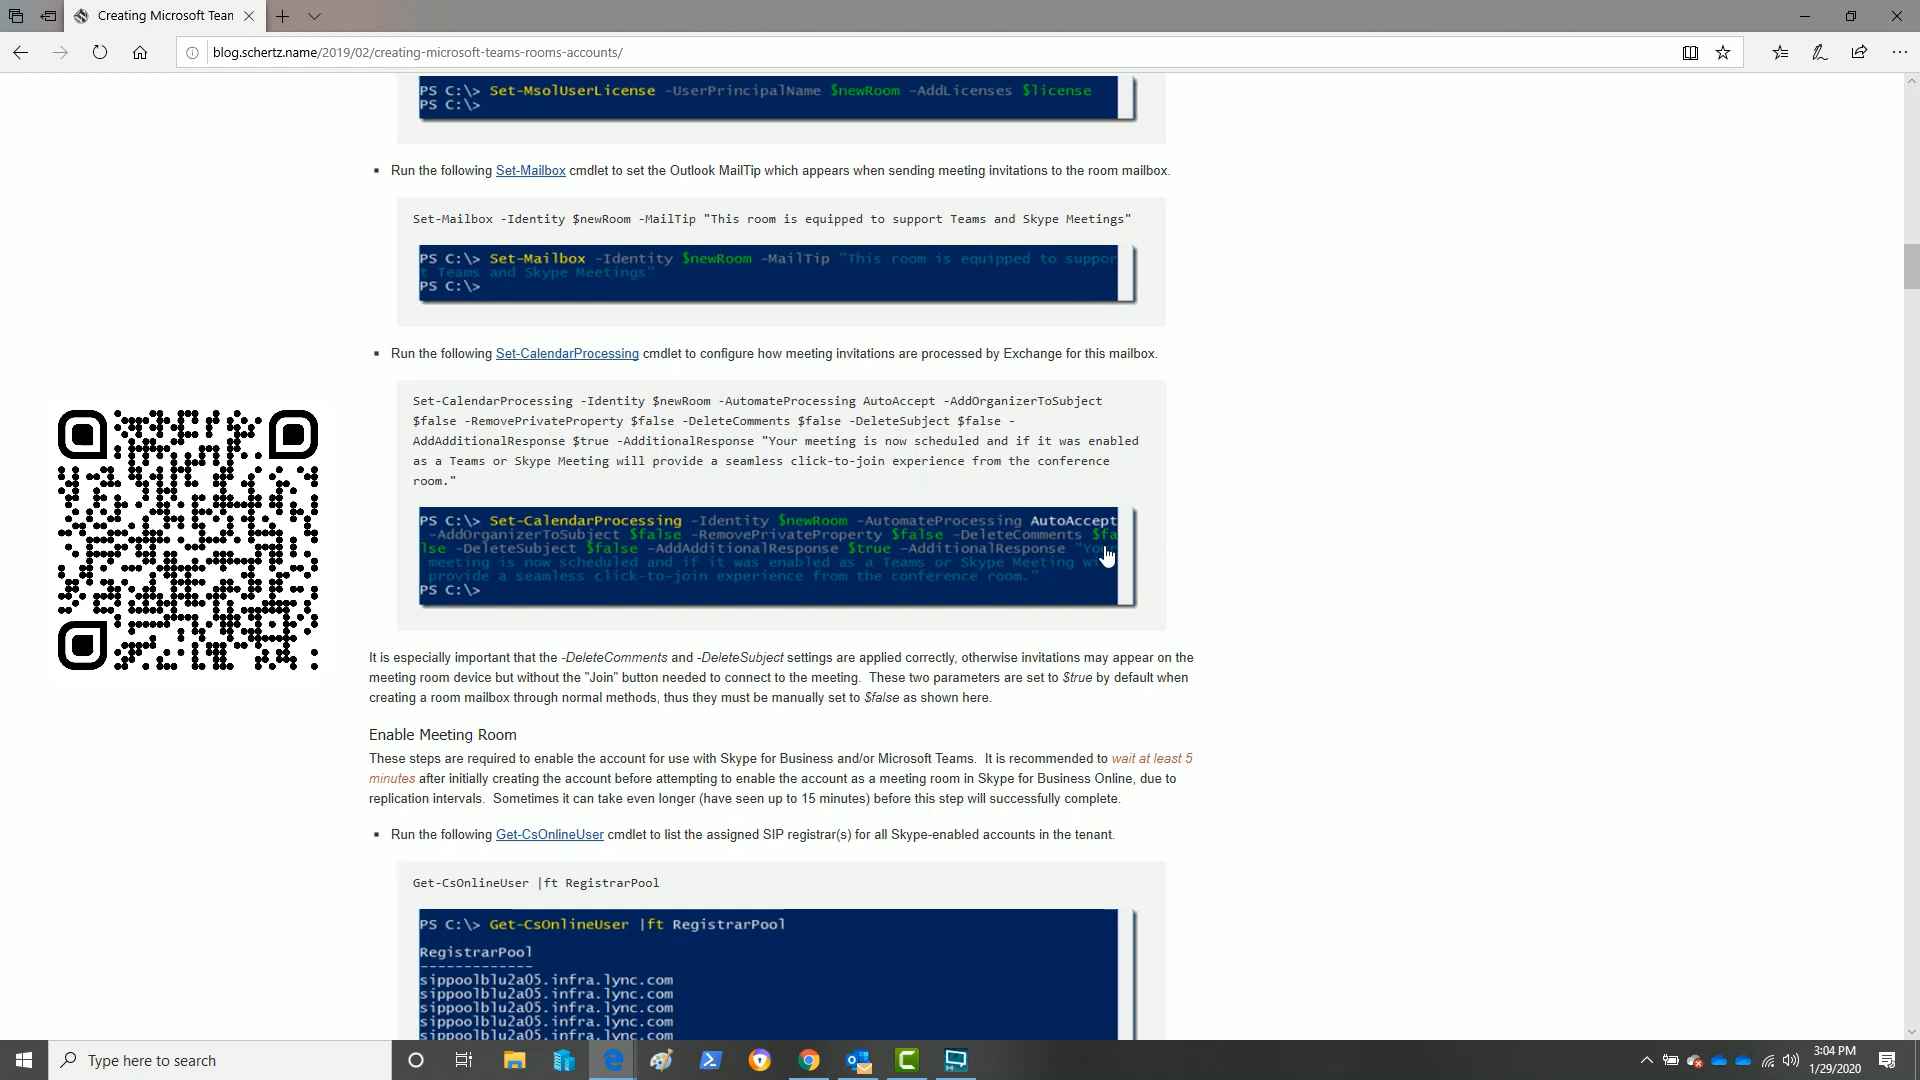 Creating Microsoft Tean
blog.schertz.name/2019/02/creating-microsoft-teams-rooms-accounts/
PS C:\> Set-MsolUserLicense -UserPrincipalName $newRoom -AddLicenses $license
PS C:\>
Run the following Set-Mailbox cmdlet to set the Outlook MailTip which appears when sending meeting invitations to the room mailbox.
Set-Mailbox -Identity $newRoom -MailTip "This room is equipped to support Teams and Skype Meetings"
PS C:\> Set-Mailbox -Identity $newRoom -MailTip "This room is equipped to suppor
t Teams and Skype Meetings"
PS C:\>
Run the following Set-CalendarProcessing cmdlet to configure how meeting invitations are processed by Exchange for this mailbox.
Set-CalendarProcessing -Identity $newRoom -AutomateProcessing AutoAccept -AddOrganizerToSubject
$false -RemovePrivateProperty $false -DeleteComments $false -DeleteSubject $false -
AddAdditionalResponse $true -AdditionalResponse "Your meeting is now scheduled and if it was enabled
as a Teams or Skype Meeting will provide a seamless click-to-join experience from the conference
room."
PS C:\> Set-CalendarProcessing -Identity $newRoom -AutomateProcessing AutoAccept
-AddOrganizerToSubject $false -RemovePrivateProperty $false -DeleteComments $fa
lse -DeleteSubject $false -AddAdditionalResponse $true -AdditionalResponse
meeting is now scheduled and if it was enabled as a Teams or Skype Meeting
provide a seamless click-to-join experience from the conference room."
PS C:\>
It is especially important that the -DeleteComments and -DeleteSubject settings are applied correctly, otherwise invitations may appear on the
meeting room device but without the "Join" button needed to connect to the meeting. These two parameters are set to $true by default when
creating a room mailbox through normal methods, thus they must be manually set to $false as shown here.
Enable Meeting Room
These steps are required to enable the account for use with Skype for Business and/or Microsoft Teams. It is recommended to wait at least 5
minutes after initially creating the account before attempting to enable the account as a meeting room in Skype for Business Online, due to
replication intervals. Sometimes it can take even longer (have seen up to 15 minutes) before this step will successfully complete.
Run the following Get-CsOnlineUser cmdlet to list the assigned SIP registrar(s) for all Skype-enabled accounts in the tenant.
Get-CsOnlineUser |ft RegistrarPool
PS C:\> Get-CsOnlineUser |ft RegistrarPool
RegistrarPool
-------------
sippoolblu2a05.infra.lync.com
sippoolblu2a05.infra.lync.com
sippoolblu2a05.infra.lync.com
sippoolblu2a05.infra.lync.com
sippoolblu2a05.infra.lync.com
Type here to search
3:04 PM
1/29/2020